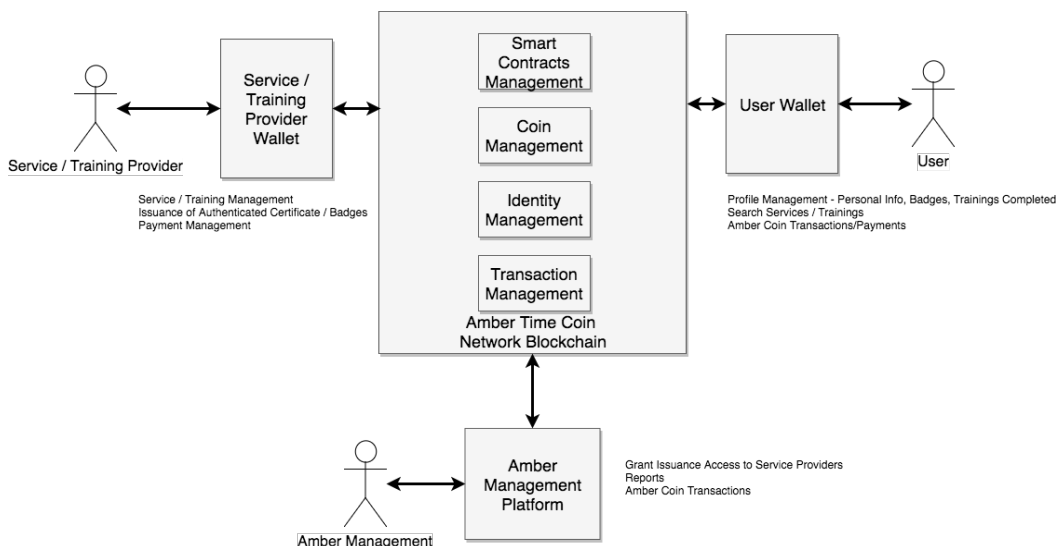 Smart
Contracts
Management
Coin
Management
Identity
Management
Transaction
Management
Amber Time Coin
Network Blockchain
Service /
Training
Provider
Wallet
Service / Training Provider
Service / Training Management
Issuance of Authenticated Certificate / Badges
Payment Management
User Wallet
User
Profile Management - Personal Info, Badges, Trainings Completed
Search Services / Trainings
Amber Coin Transactions/Payments
Amber
Management
Platform
Amber Management
Grant Issuance Access to Service Providers
Reports
Amber Coin Transactions